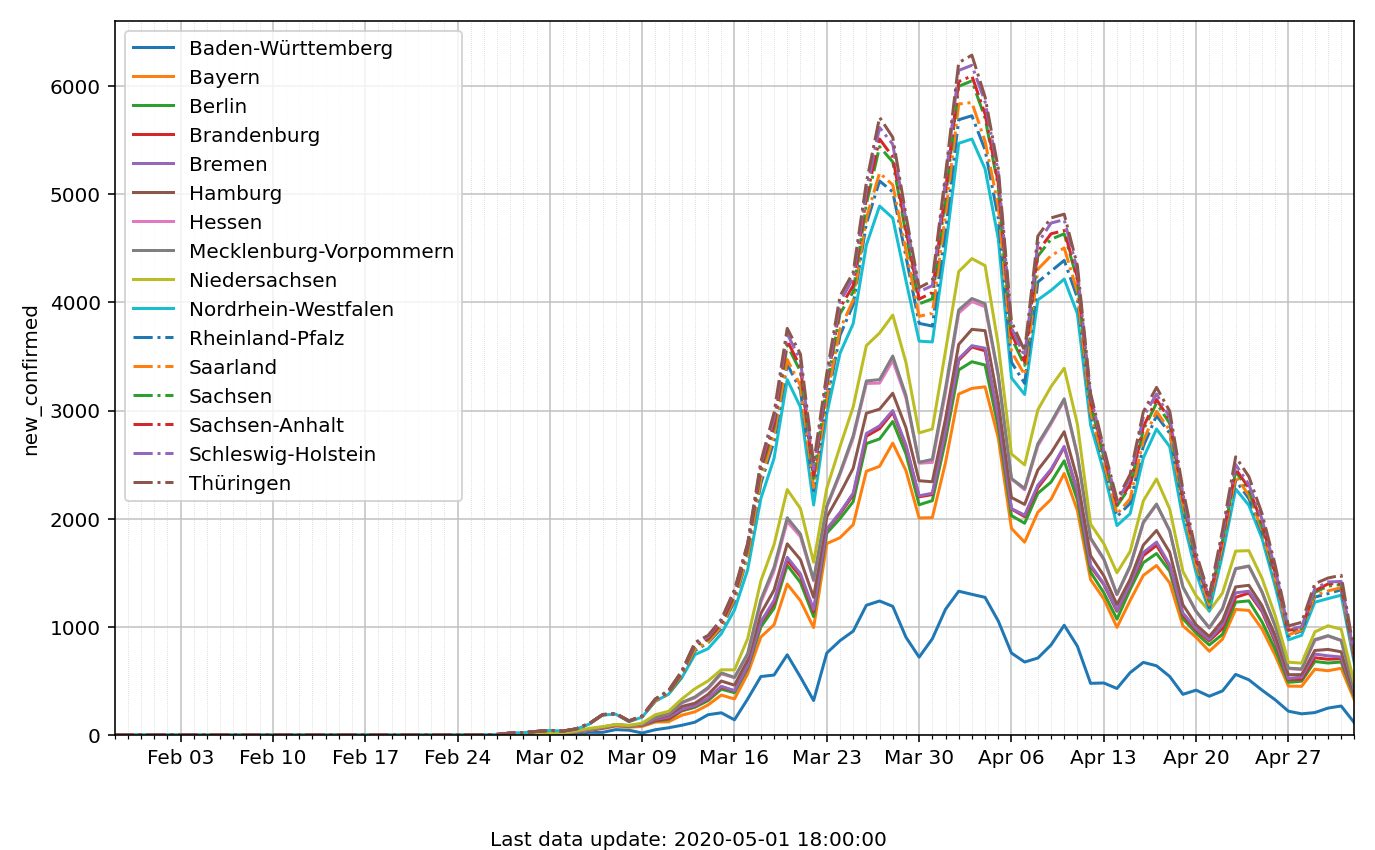 6000
5000
4000
3000
2000
1000
0
new_confirmed
Baden-Württemberg
Bayern
Berlin
Brandenburg
Bremen
Hamburg
Hessen
Mecklenburg-Vorpommern
Niedersachsen
Nordrhein-Westfalen
Rheinland-Pfalz
Saarland
Sachsen
Sachsen-Anhalt
Schleswig-Holstein
Thüringen
Feb 03 Feb 10 Feb 17 Feb 24 Mar 02 Mar 09 Mar 16 Mar 23 Mar 30 Apr 06 Apr 13 Apr 20 Apr 27
Last data update: 2020-05-01 18:00:00